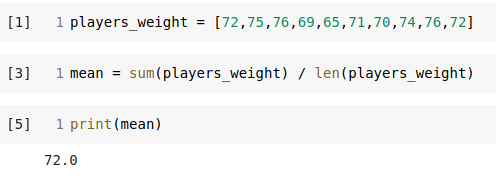 [1] 1 players_weight = [72,75,76,69,65,71,70,74,76,72]
[3] 1 mean = sum(players_weight) / len(players_weight)
[5] 1 print(mean)
72.0